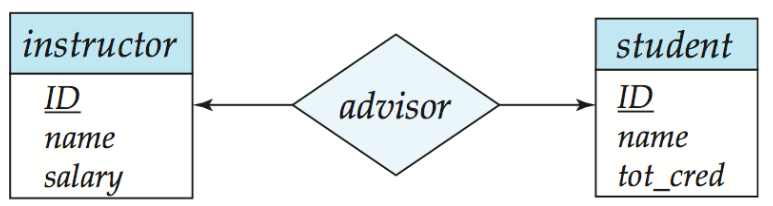 instructor
ID
name
salary
advisor
student
ID
name
tot_cred